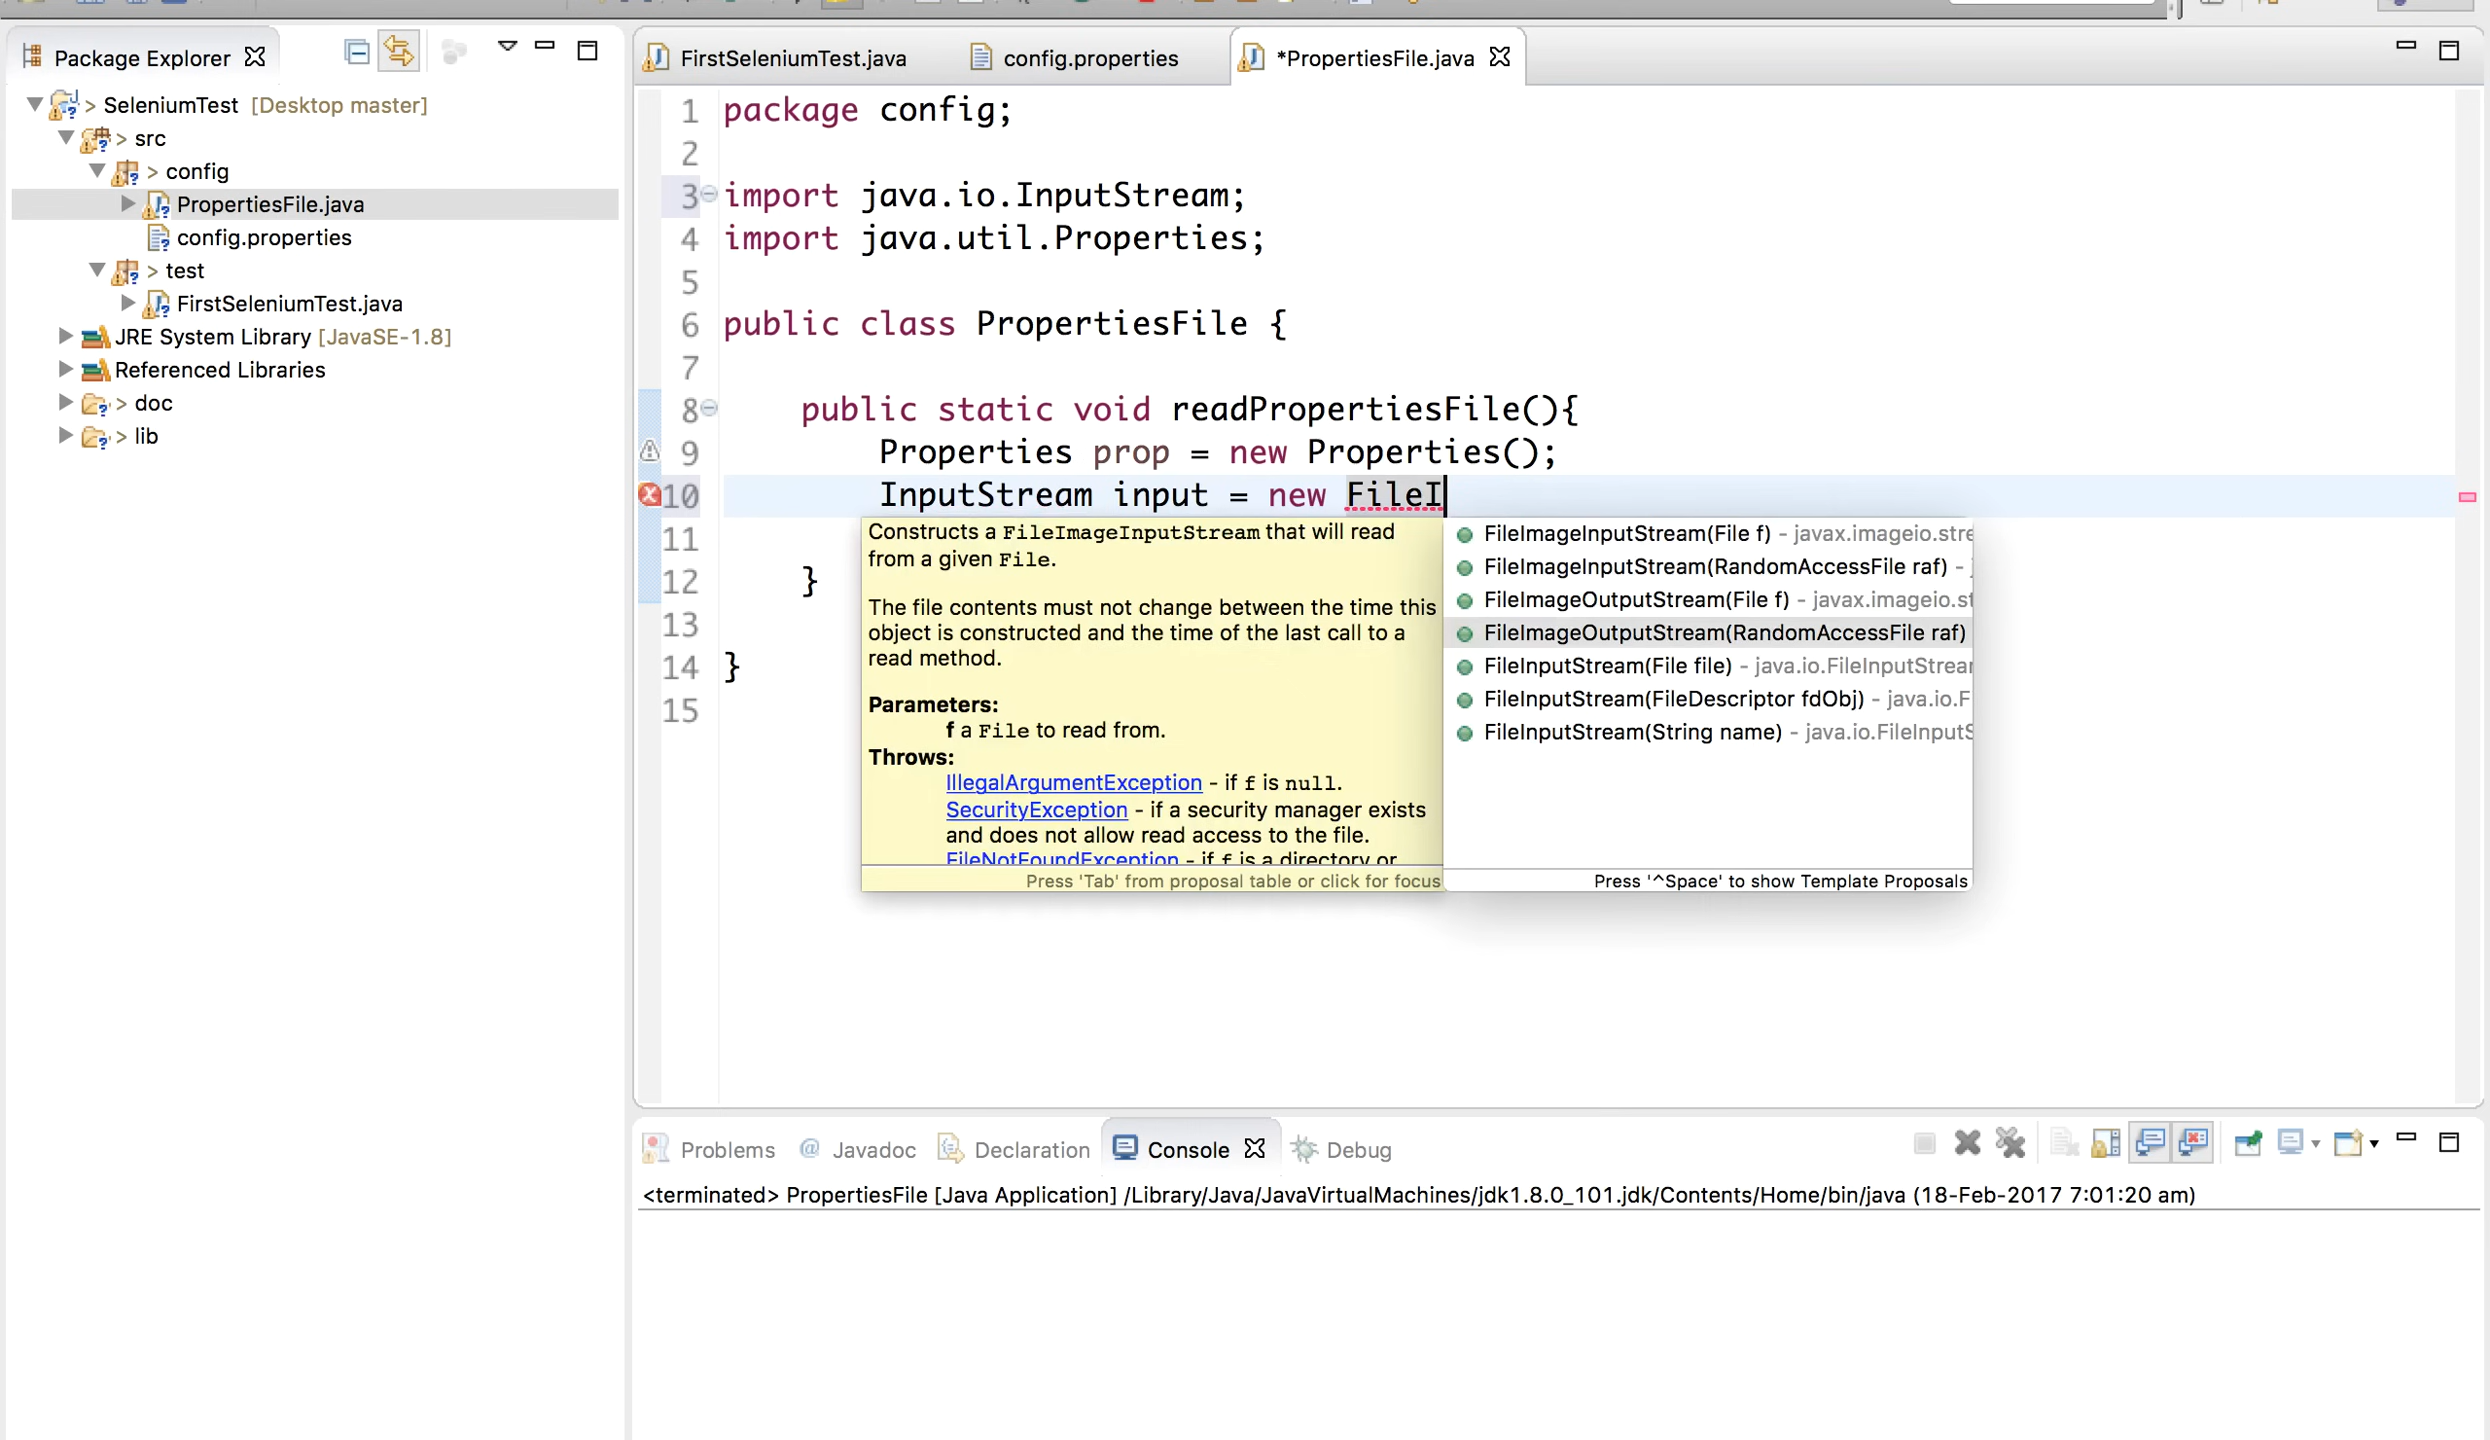 Package Explorer
> SeleniumTest [Desktop master]
> src
> config
PropertiesFile.java
config.properties
> test
FirstSeleniumTest.java
JRE System Library [JavaSE-1.8]
Referenced Libraries
> doc
> lib
FirstSeleniumTest.java config.properties *PropertiesFile.java
1 package config;
2
3 import java.io.InputStream;
4 import java.util.Properties;
5
6 public class PropertiesFile {
7
8 public static void readPropertiesFile(){
9 Properties prop = new Properties();
10 InputStream input = new FileI
11
12 }
13
14 }
15
Constructs a FileImageInputStream that will read
from a given File.
The file contents must not change between the time this
object is constructed and the time of the last call to a
read method.
Parameters:
f a File to read from.
Throws:
IllegalArgumentException - if f is null.
SecurityException - if a security manager exists
and does not allow read access to the file.
FileNotFoundException - if f is a directory or
Press 'Tab' from proposal table or click for focus
FileImageInputStream(File f) - javax.imageio.stre
FileImageInputStream(RandomAccessFile raf) - j
FileImageOutputStream(File f) - javax.imageio.st
FileImageOutputStream(RandomAccessFile raf)
FileInputStream(File file) - java.io.FileInputStrear
FileInputStream(FileDescriptor fdObj) - java.io.F
FileInputStream(String name) - java.io.FileInputS
Press '^Space' to show Template Proposals
Problems @ Javadoc Declaration Console Debug
<terminated> PropertiesFile [Java Application] /Library/Java/JavaVirtualMachines/jdk1.8.0_101.jdk/Contents/Home/bin/java (18-Feb-2017 7:01:20 am)